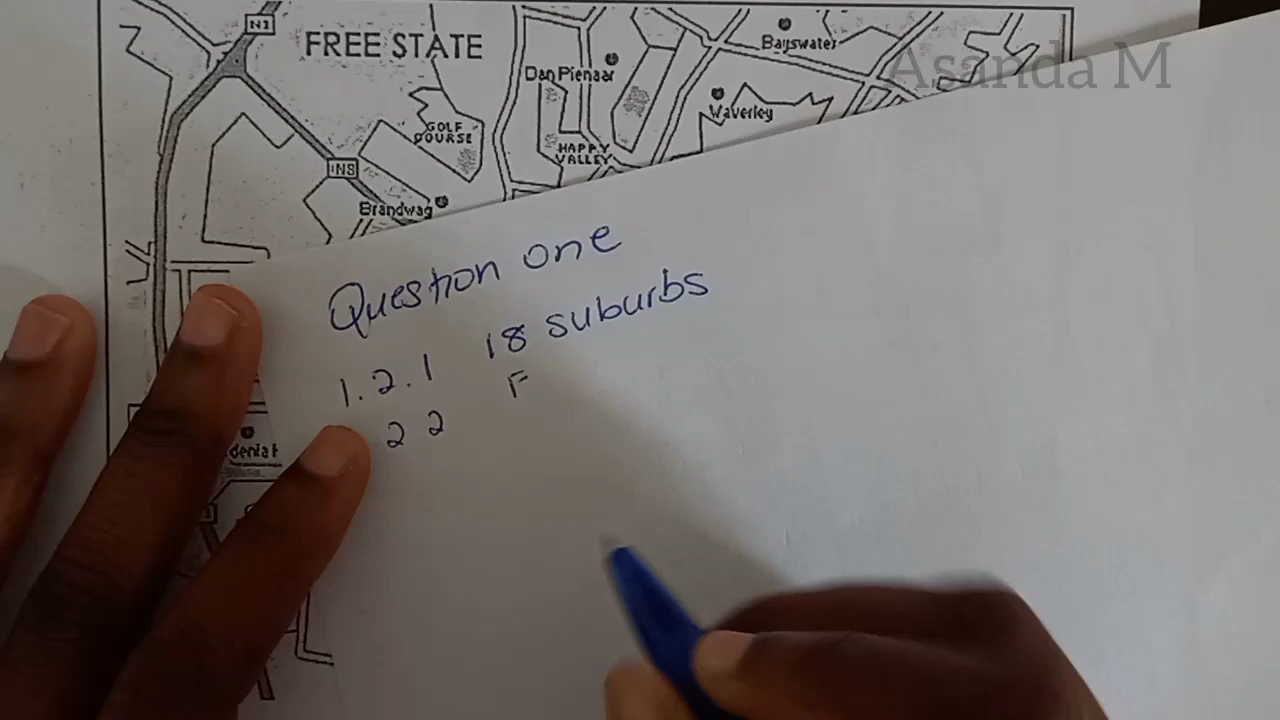 N1
FREE STATE
Bayswater
Asanda M
Dan Pienaar
Waverley
GOLF
COURSE
HAPPY
VALLEY
N8
Brandwag
Question one
1.2.1 18 suburbs
F
.2 2
denia